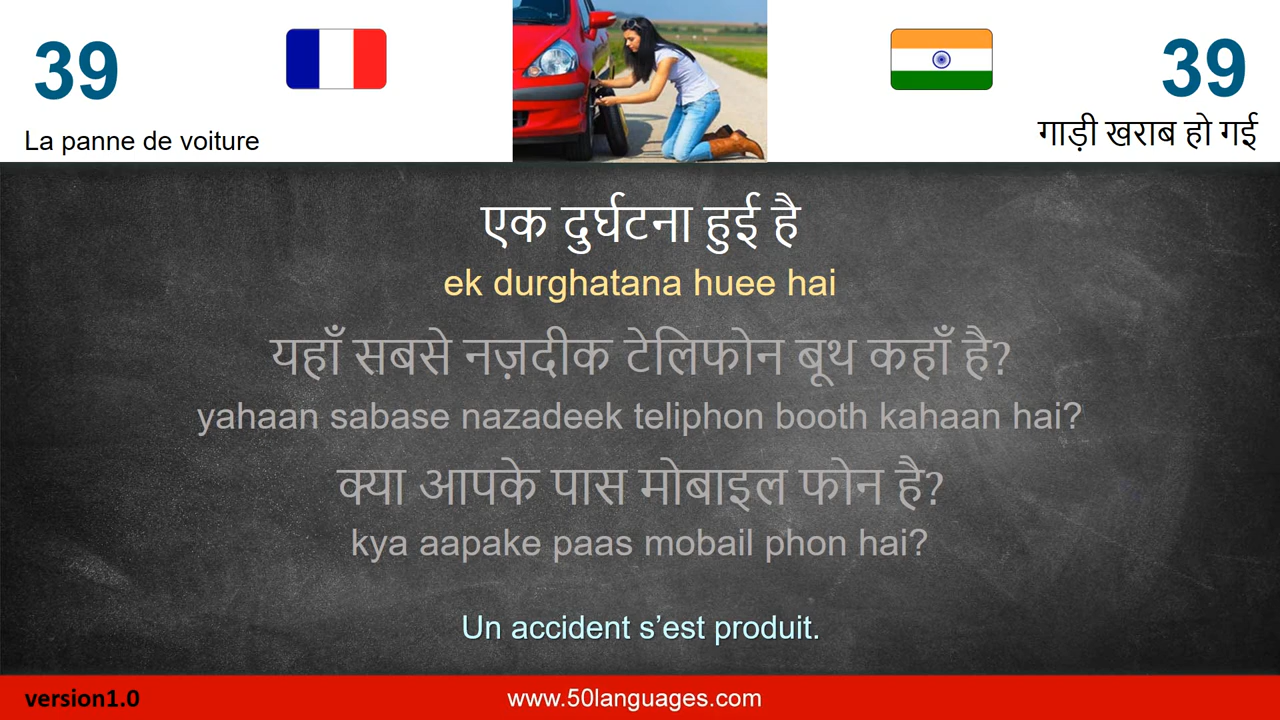 39
39
La panne de voiture
गाड़ी खराब हो गई
एक दुर्घटना हुई है
ek durghatana huee hai
यहाँ सबसे नज़दीक टेलिफोन बूथ कहाँ है?
yahaan sabase nazadeek teliphon booth kahaan hai?
क्या आपके पास मोबाइल फोन है?
kya aapake paas mobail phon hai?
Un accident s’est produit.
version1.0
www.50languages.com